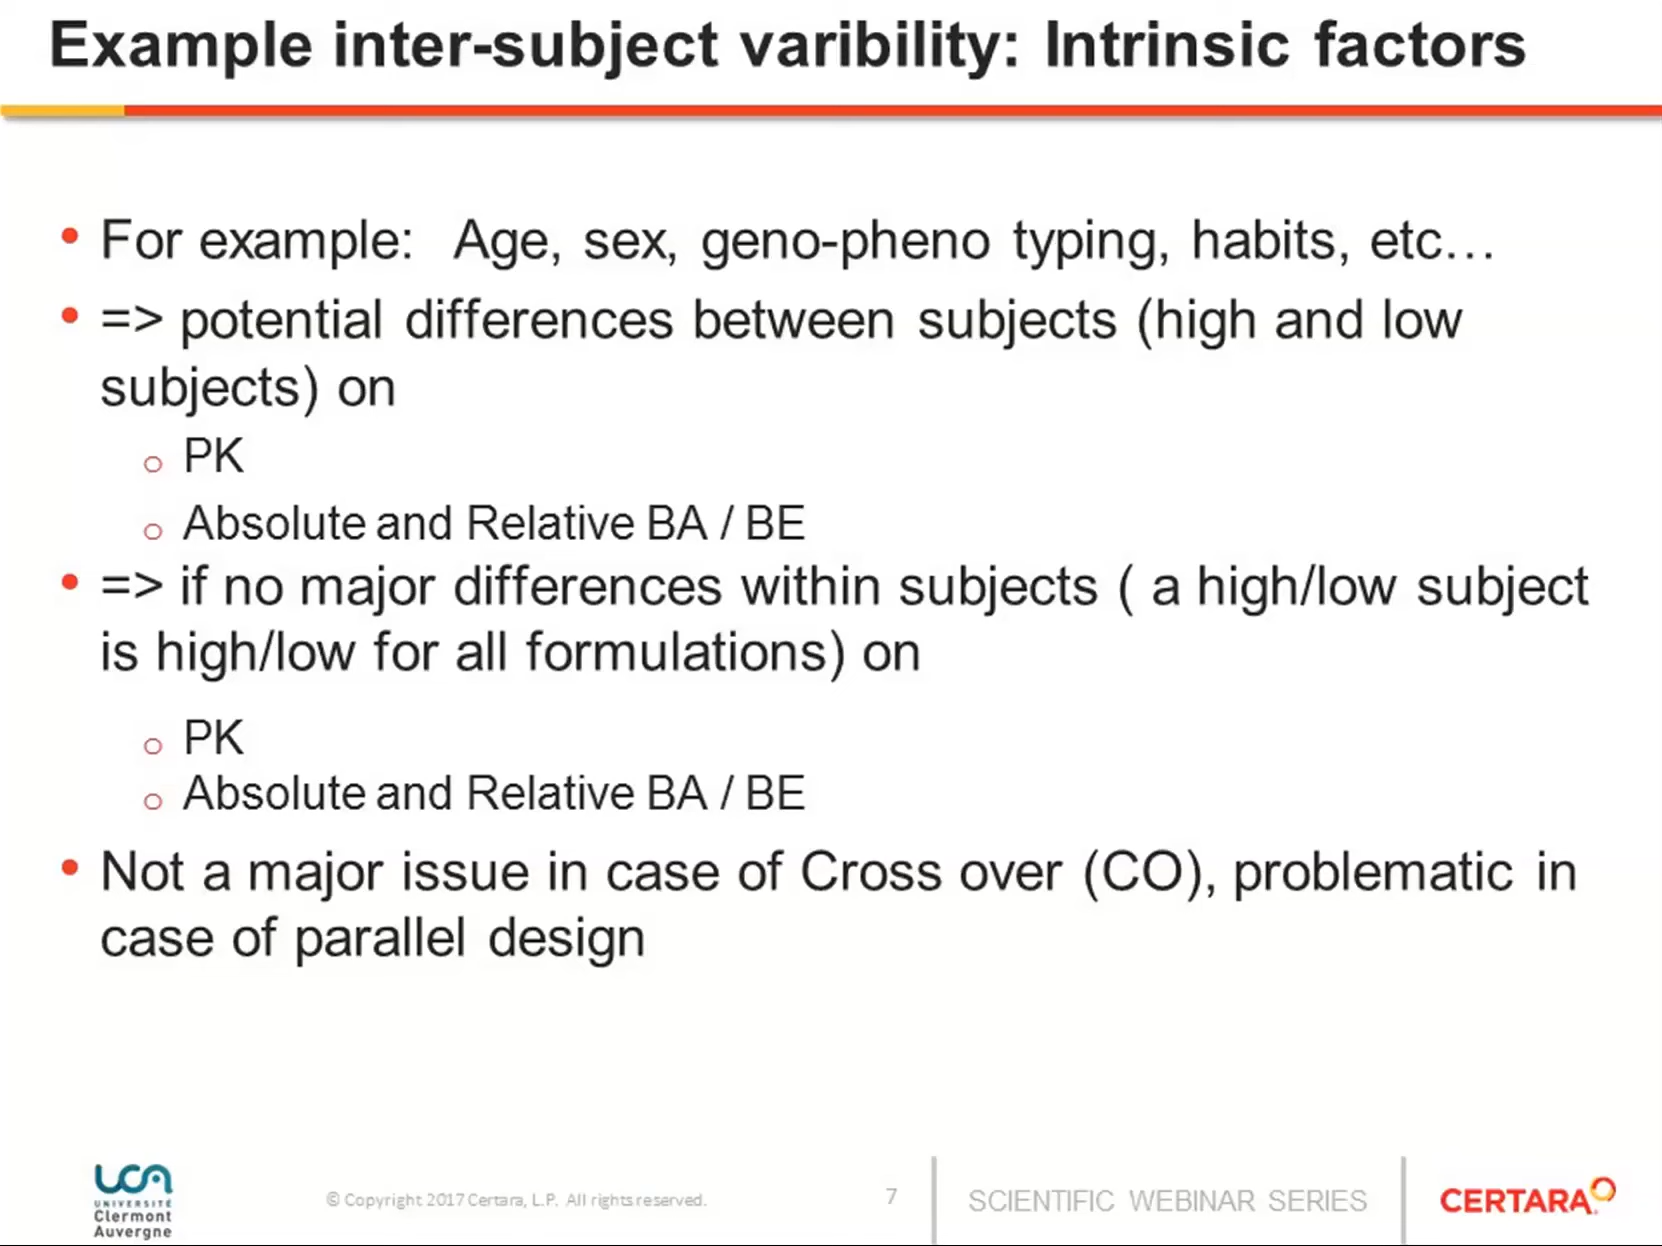 Example inter-subject varibility: Intrinsic factors
• For example: Age, sex, geno-pheno typing, habits, etc…
• => potential differences between subjects (high and low
subjects) on
o PK
o Absolute and Relative BA / BE
• => if no major differences within subjects ( a high/low subject
is high/low for all formulations) on
o PK
o Absolute and Relative BA / BE
• Not a major issue in case of Cross over (CO), problematic in
case of parallel design
UCA
UNIVERSITÉ
Clermont
Auvergne
© Copyright 2017 Certara, L.P. All rights reserved.
7
SCIENTIFIC WEBINAR SERIES
CERTARA